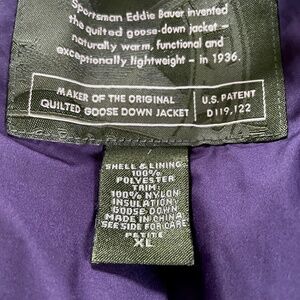 Sportsman Eddie Bauer invented
the quilted goose-down jacket –
naturally warm, functional and
exceptionally lightweight – in 1936.
MAKER OF THE ORIGINAL
QUILTED GOOSE DOWN JACKET
U.S. PATENT
D119,122
SHELL & LINING:
100%
POLYESTER
TRIM:
100% NYLON
INSULATION:
GOOSE DOWN
MADE IN CHINA
SEE SIDE FOR CARE
PETITE
XL